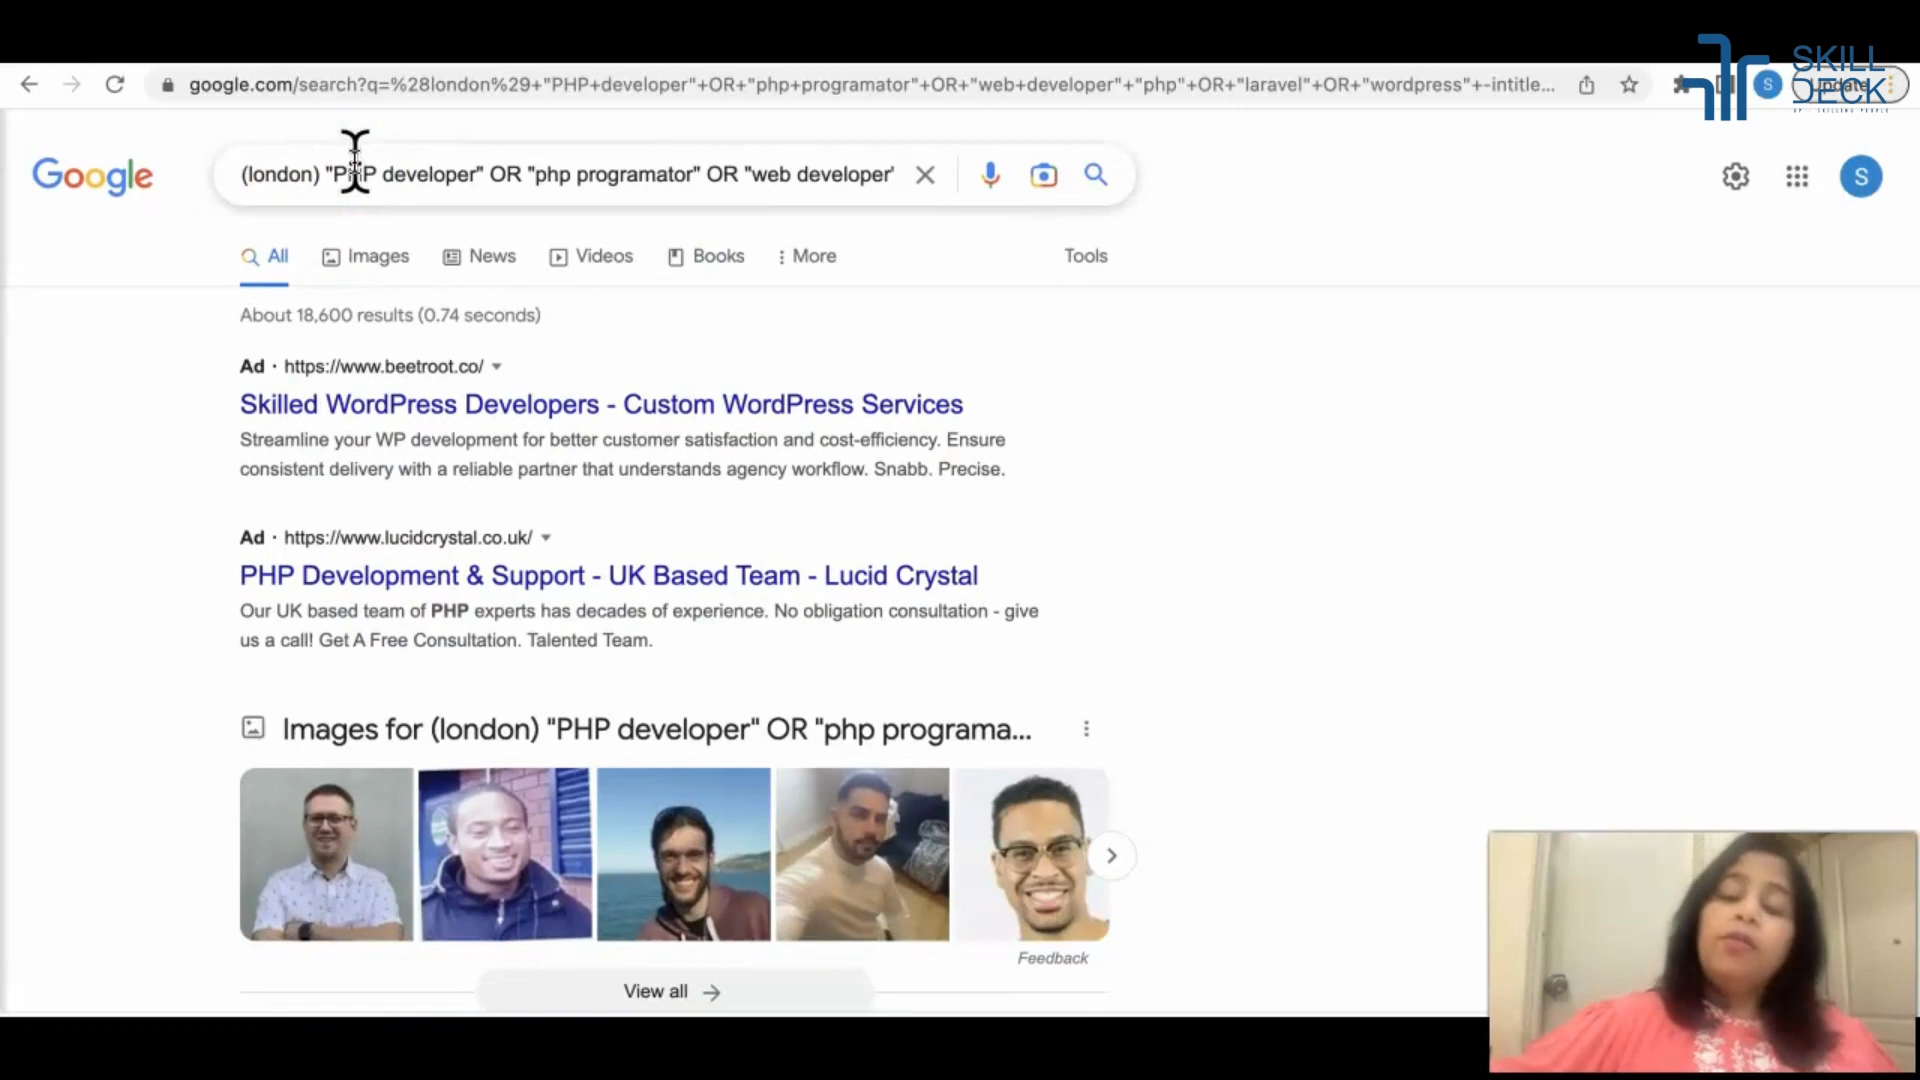 SKILL
DECK
UP - SKILLING PEOPLE
google.com/search?q=%28london%29+"PHP+developer"+OR+"php+programator"+OR+"web+developer"+"php"+OR+"laravel"+OR+"wordpress"+-intitle...
S
Update
Google
(london) "PHP developer" OR "php programator" OR "web developer"
S
All
Images
News
Videos
Books
More
Tools
About 18,600 results (0.74 seconds)
Ad · https://www.beetroot.co/
Skilled WordPress Developers - Custom WordPress Services
Streamline your WP development for better customer satisfaction and cost-efficiency. Ensure
consistent delivery with a reliable partner that understands agency workflow. Snabb. Precise.
Ad · https://www.lucidcrystal.co.uk/
PHP Development & Support - UK Based Team - Lucid Crystal
Our UK based team of PHP experts has decades of experience. No obligation consultation - give
us a call! Get A Free Consultation. Talented Team.
Images for (london) "PHP developer" OR "php programa...
Feedback
View all